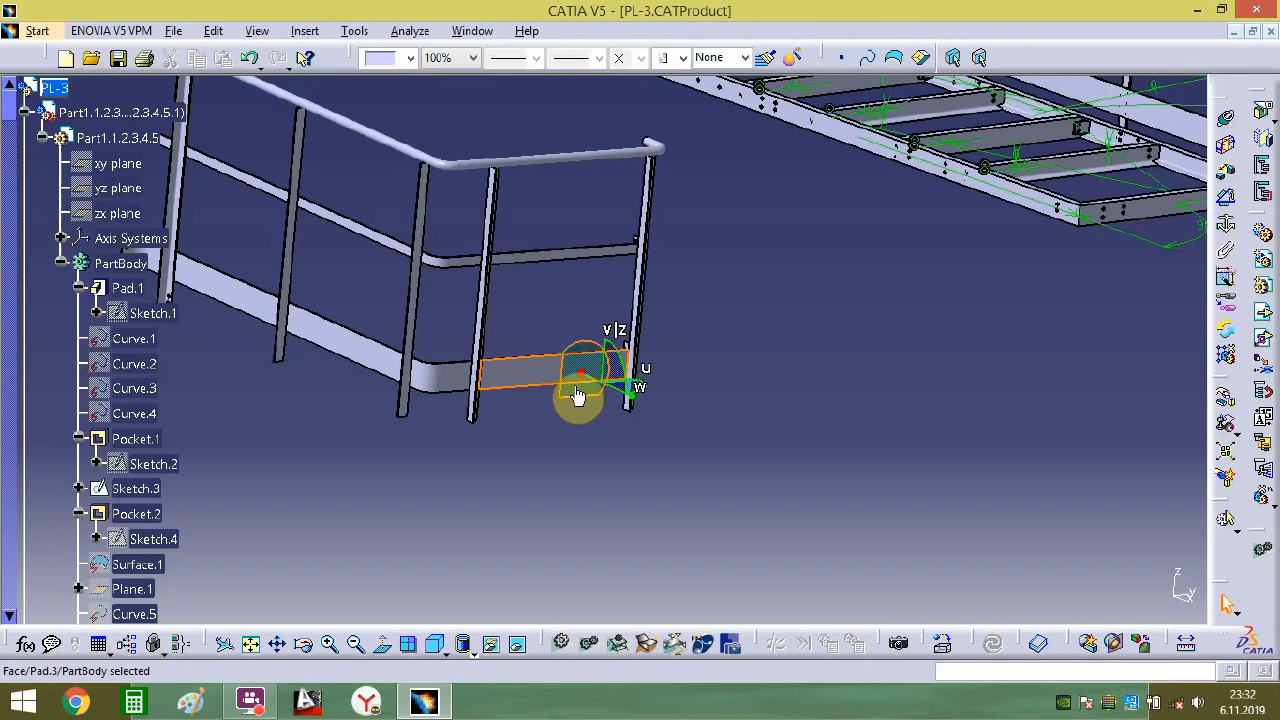 CATIA V5 - [PL-3.CATProduct]
Start ENOVIA V5 VPM File Edit View Insert Tools Analyze Window Help
100% None
PL-3
Part1.1.2.3....2.3.4.5.1)
Part1.1.2.3.4.5
xy plane
yz plane
zx plane
Axis Systems
PartBody
Pad.1
Sketch.1
Curve.1
Curve.2
Curve.3
Curve.4
Pocket.1
Sketch.2
Sketch.3
Pocket.2
Sketch.4
Surface.1
Plane.1
Curve.5
v|z
u
w
z
y
f(x)
CATIA
Face/Pad.3/PartBody selected
23:32
6.11.2019